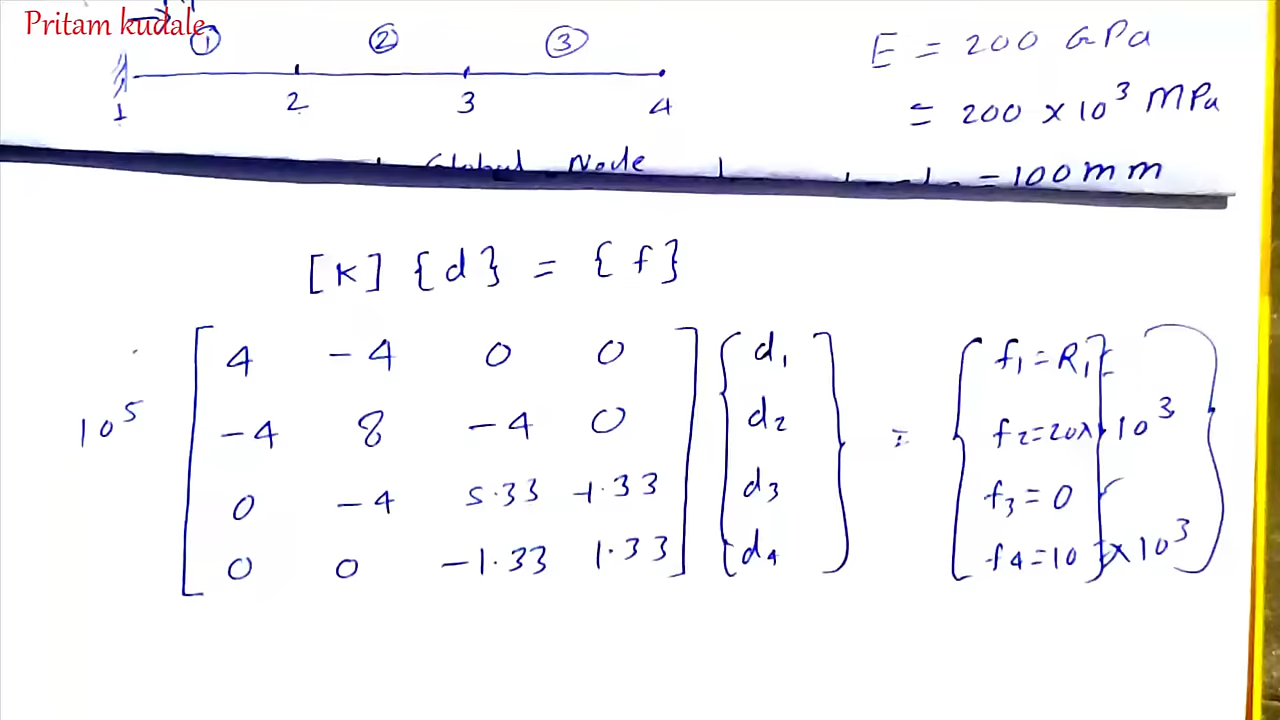 Pritam kudale
① ② ③
1 2 3 4
E = 200 GPa
= 200 x 10³ MPa
Global Node
= 100 mm
[K] {d} = {f}
10⁵ [ 4 -4 0 0 ] { d₁ } = { f₁ = R₁ }
-4 8 -4 0 d₂ f₂ = 20 x 10³
0 -4 5.33 -1.33 d₃ f₃ = 0
0 0 -1.33 1.33 d₄ f₄ = 10 x 10³